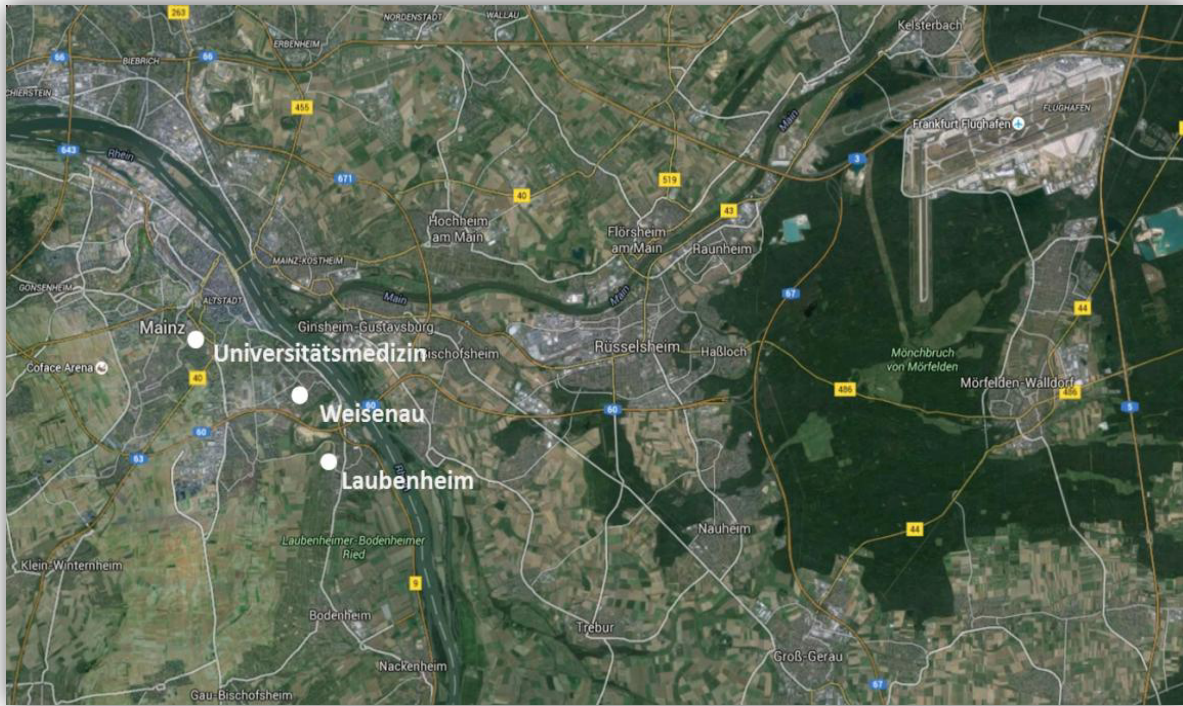 263
NORDENSTADT
WALLAU
Kelsterbach
66
BIEBRICH
66
ERBENHEIM
CHIERSTEIN
455
FLUGHAFEN
Frankfurt Flughafen
Main
643
Rhein
3
671
40
519
43
Hochheim
am Main
Flörsheim
am Main
Raunheim
MAINZ-KOSTHEIM
GONSENHEIM
ALTSTADT
Main
Main
67
44
Mainz
Ginsheim-Gustavsburg
Universitätsmedizin
Bischofsheim
Rüsselsheim
Haßloch
Mönchbruch
von Mörfelden
Coface Arena
40
Mörfelden-Walldorf
486
486
60
60
5
Weisenau
60
63
Laubenheim
44
Nauheim
Laubenheimer-Bodenheimer
Ried
Klein-Winternheim
9
Bodenheim
Trebur
Groß-Gerau
Nackenheim
67
Gau-Bischofsheim